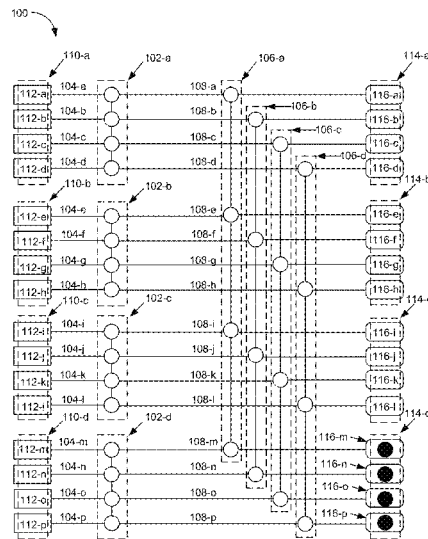 100
110-a 102-a 106-a 114-a
112-a 104-a 108-a 116-a
106-b
112-b 104-b 108-b 116-b
106-c
112-c 104-c 108-c 116-c
106-d
112-d 104-d 108-d 116-d
110-b 102-b 114-b
112-e 104-e 108-e 116-e
112-f 104-f 108-f 116-f
112-g 104-g 108-g 116-g
112-h 104-h 108-h 116-h
110-c 102-c 114-c
112-i 104-i 108-i 116-i
112-j 104-j 108-j 116-j
112-k 104-k 108-k 116-k
112-l 104-l 108-l 116-l
110-d 102-d 114-d
112-m 104-m 108-m 116-m
112-n 104-n 108-n 116-n
112-o 104-o 108-o 116-o
112-p 104-p 108-p 116-p